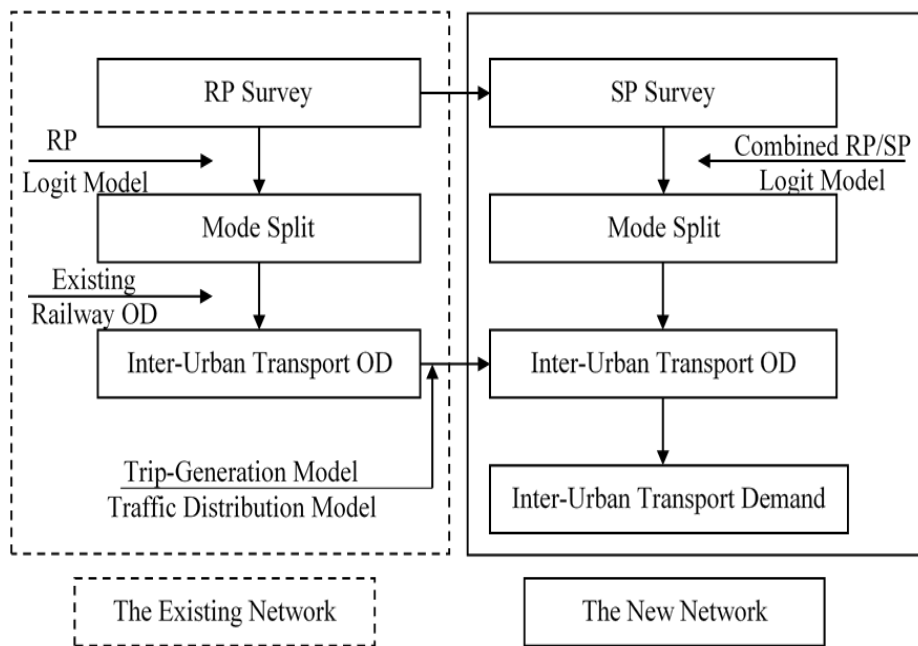 RP Survey
RP
Logit Model
Mode Split
Existing
Railway OD
Inter-Urban Transport OD
Trip-Generation Model
Traffic Distribution Model
SP Survey
Combined RP/SP
Logit Model
Mode Split
Inter-Urban Transport OD
Inter-Urban Transport Demand
The Existing Network
The New Network